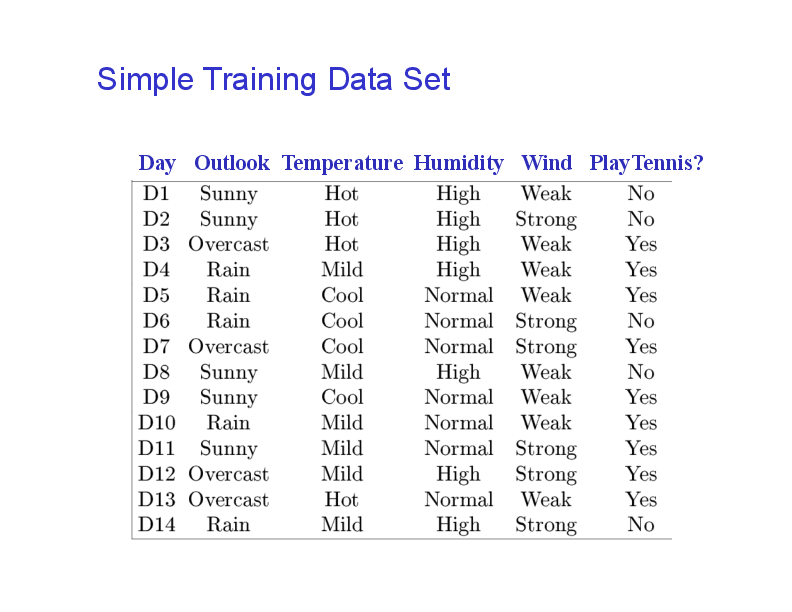 Simple Training Data Set
Day Outlook Temperature Humidity Wind PlayTennis?
D1 Sunny Hot High Weak No
D2 Sunny Hot High Strong No
D3 Overcast Hot High Weak Yes
D4 Rain Mild High Weak Yes
D5 Rain Cool Normal Weak Yes
D6 Rain Cool Normal Strong No
D7 Overcast Cool Normal Strong Yes
D8 Sunny Mild High Weak No
D9 Sunny Cool Normal Weak Yes
D10 Rain Mild Normal Weak Yes
D11 Sunny Mild Normal Strong Yes
D12 Overcast Mild High Strong Yes
D13 Overcast Hot Normal Weak Yes
D14 Rain Mild High Strong No